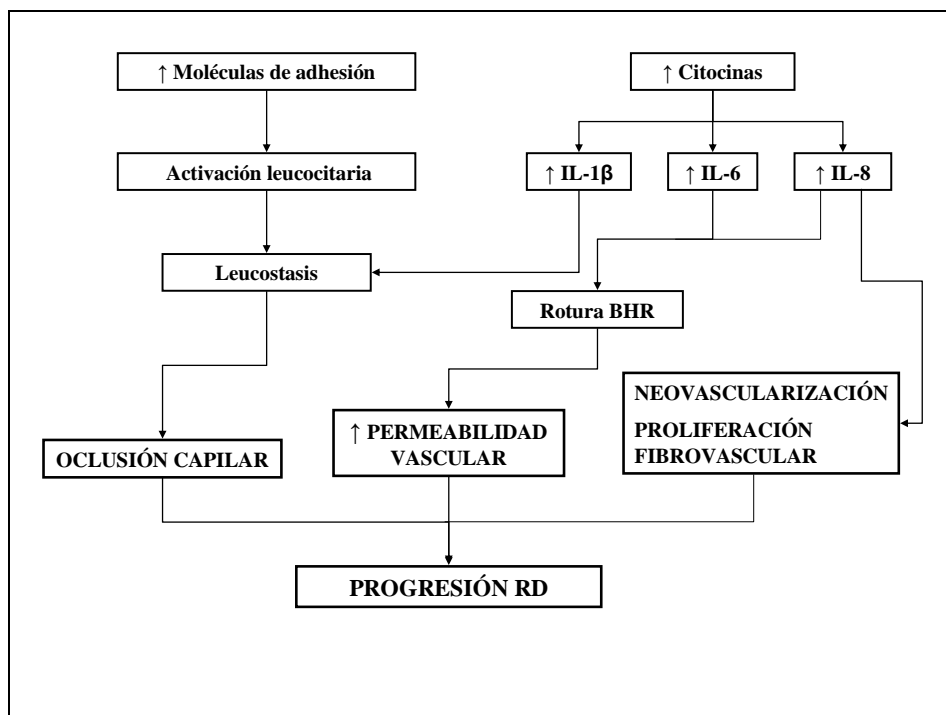 ↑ Moléculas de adhesión
↑ Citocinas
Activación leucocitaria
↑ IL-1β
↑ IL-6
↑ IL-8
Leucostasis
Rotura BHR
NEOVASCULARIZACIÓN
PROLIFERACIÓN
FIBROVASCULAR
↑ PERMEABILIDAD
VASCULAR
OCLUSIÓN CAPILAR
PROGRESIÓN RD